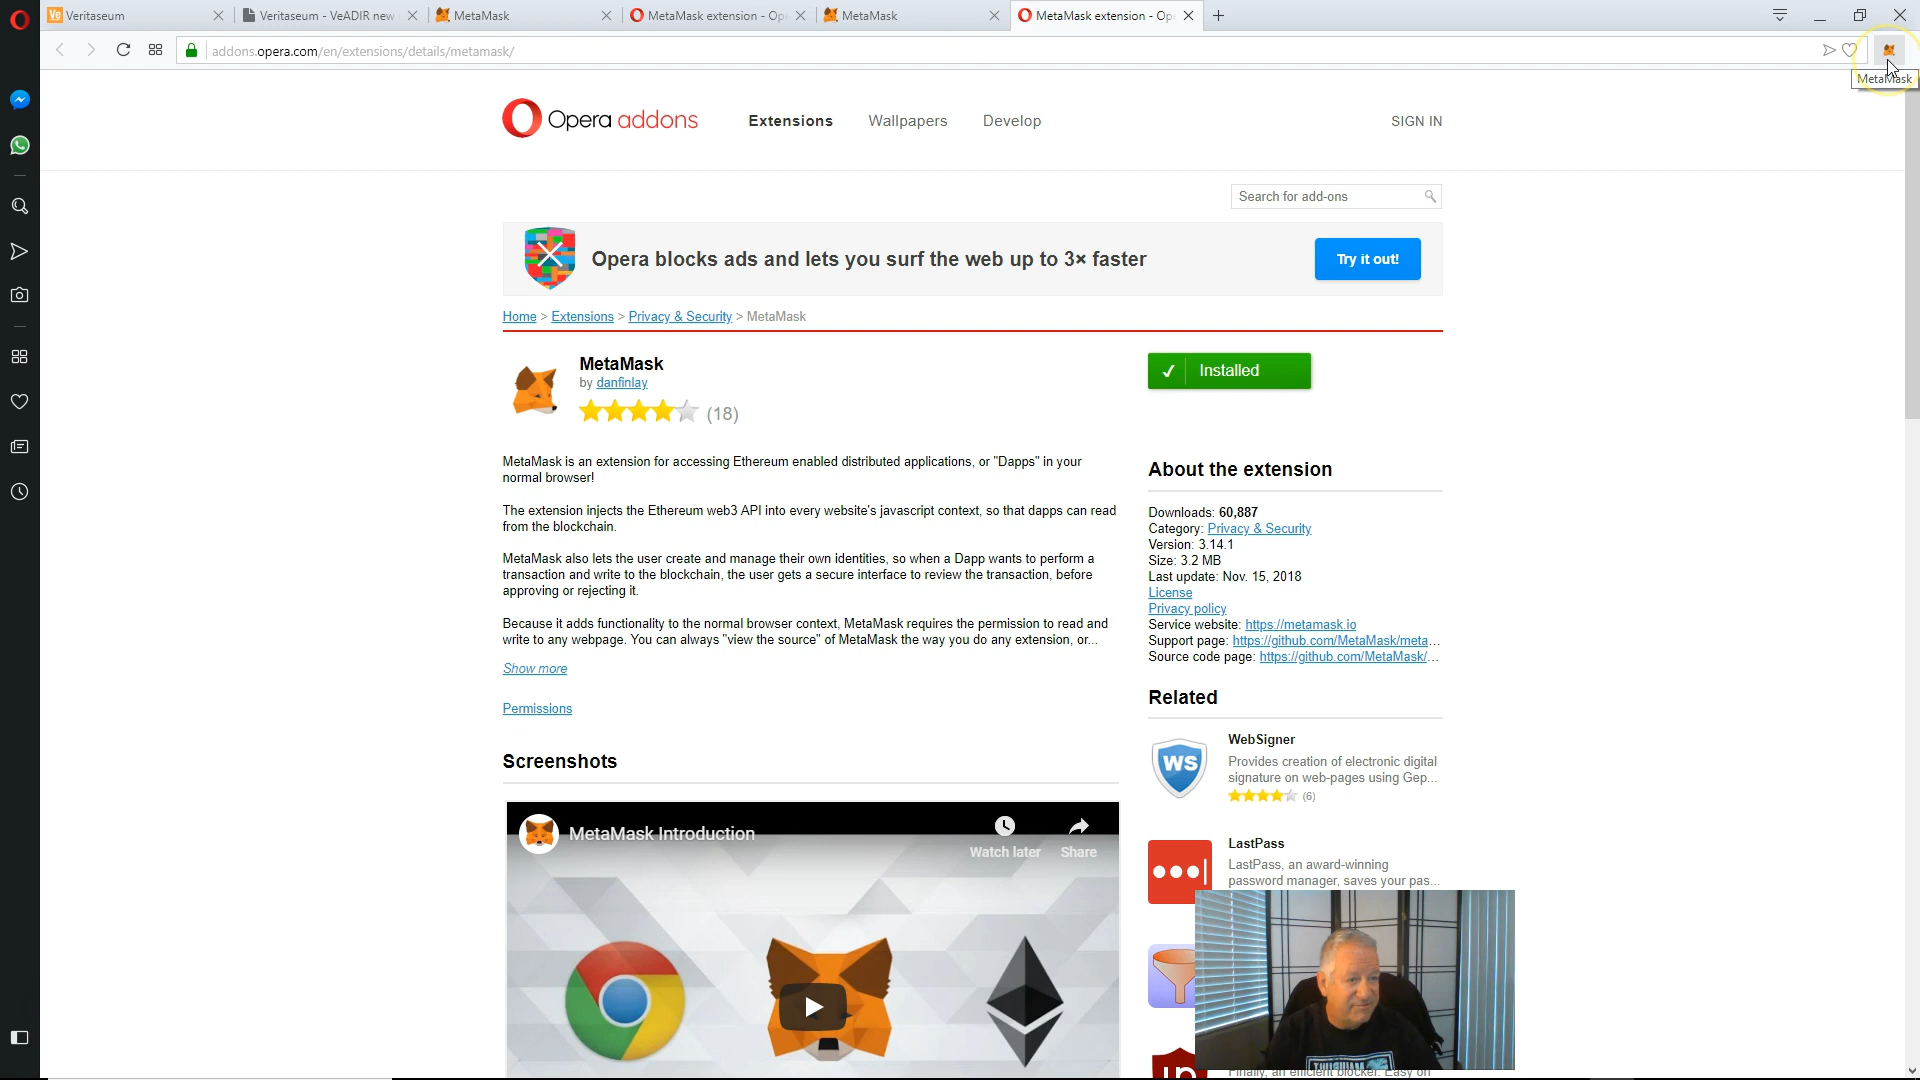 Ve Veritaseum
Veritaseum - VeADIR new
MetaMask
MetaMask extension - Op
MetaMask
MetaMask extension - Op
addons.opera.com/en/extensions/details/metamask/
MetaMask
Opera addons
Extensions
Wallpapers
Develop
SIGN IN
Search for add-ons
Opera blocks ads and lets you surf the web up to 3× faster
Try it out!
Home > Extensions > Privacy & Security > MetaMask
MetaMask
by danfinlay
(18)
Installed
MetaMask is an extension for accessing Ethereum enabled distributed applications, or "Dapps" in your
normal browser!
The extension injects the Ethereum web3 API into every website's javascript context, so that dapps can read
from the blockchain.
MetaMask also lets the user create and manage their own identities, so when a Dapp wants to perform a
transaction and write to the blockchain, the user gets a secure interface to review the transaction, before
approving or rejecting it.
Because it adds functionality to the normal browser context, MetaMask requires the permission to read and
write to any webpage. You can always "view the source" of MetaMask the way you do any extension, or...
Show more
Permissions
Screenshots
MetaMask Introduction
Watch later
Share
About the extension
Downloads: 60,887
Category: Privacy & Security
Version: 3.14.1
Size: 3.2 MB
Last update: Nov. 15, 2018
License
Privacy policy
Service website: https://metamask.io
Support page: https://github.com/MetaMask/meta...
Source code page: https://github.com/MetaMask/...
Related
WS
WebSigner
Provides creation of electronic digital
signature on web-pages using Gep...
(6)
LastPass
LastPass, an award-winning
password manager, saves your pas...
Finally, an efficient blocker. Easy on